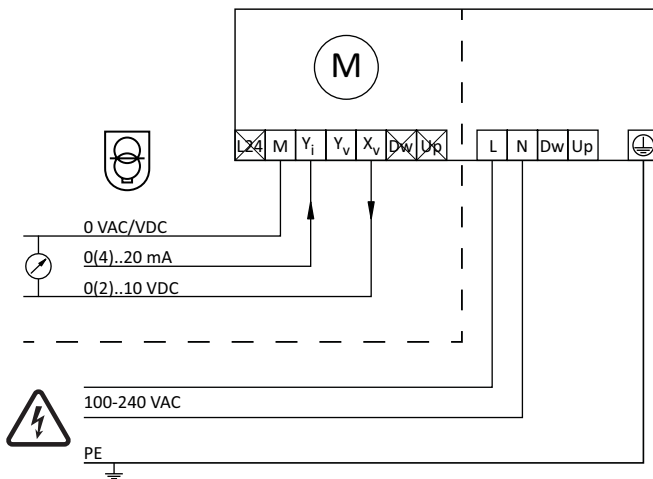 M
L24 M Yi Yv Xv Dw Up L N Dw Up
0 VAC/VDC
0(4)..20 mA
0(2)..10 VDC
100-240 VAC
PE